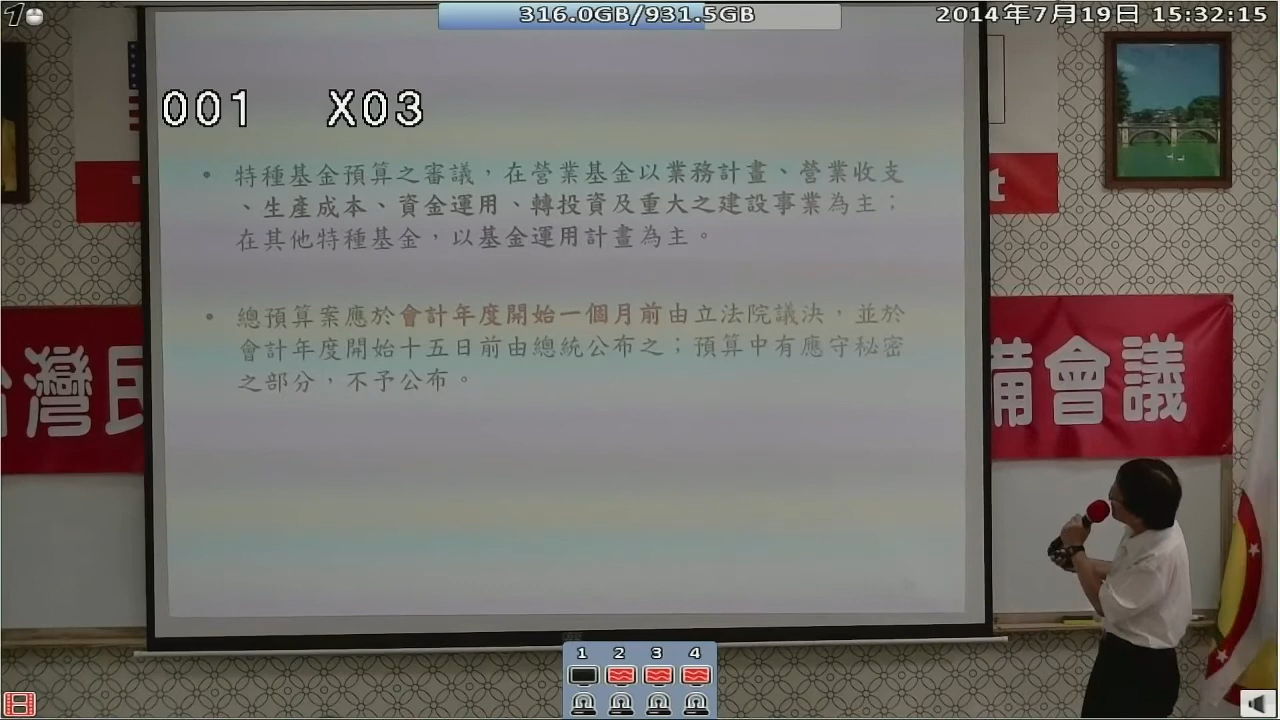 1
316.0GB/931.5GB
2014年7月19日 15:32:15
001 X03
• 特種基金預算之審議，在營業基金以業務計畫、營業收支
、生產成本、資金運用、轉投資及重大之建設事業為主；
在其他特種基金，以基金運用計畫為主。
t
• 總預算案應於會計年度開始一個月前由立法院議決，並於
會計年度開始十五日前由總統公布之；預算中有應守秘密
之部分，不予公布。
灣民
備會議
1 2 3 4